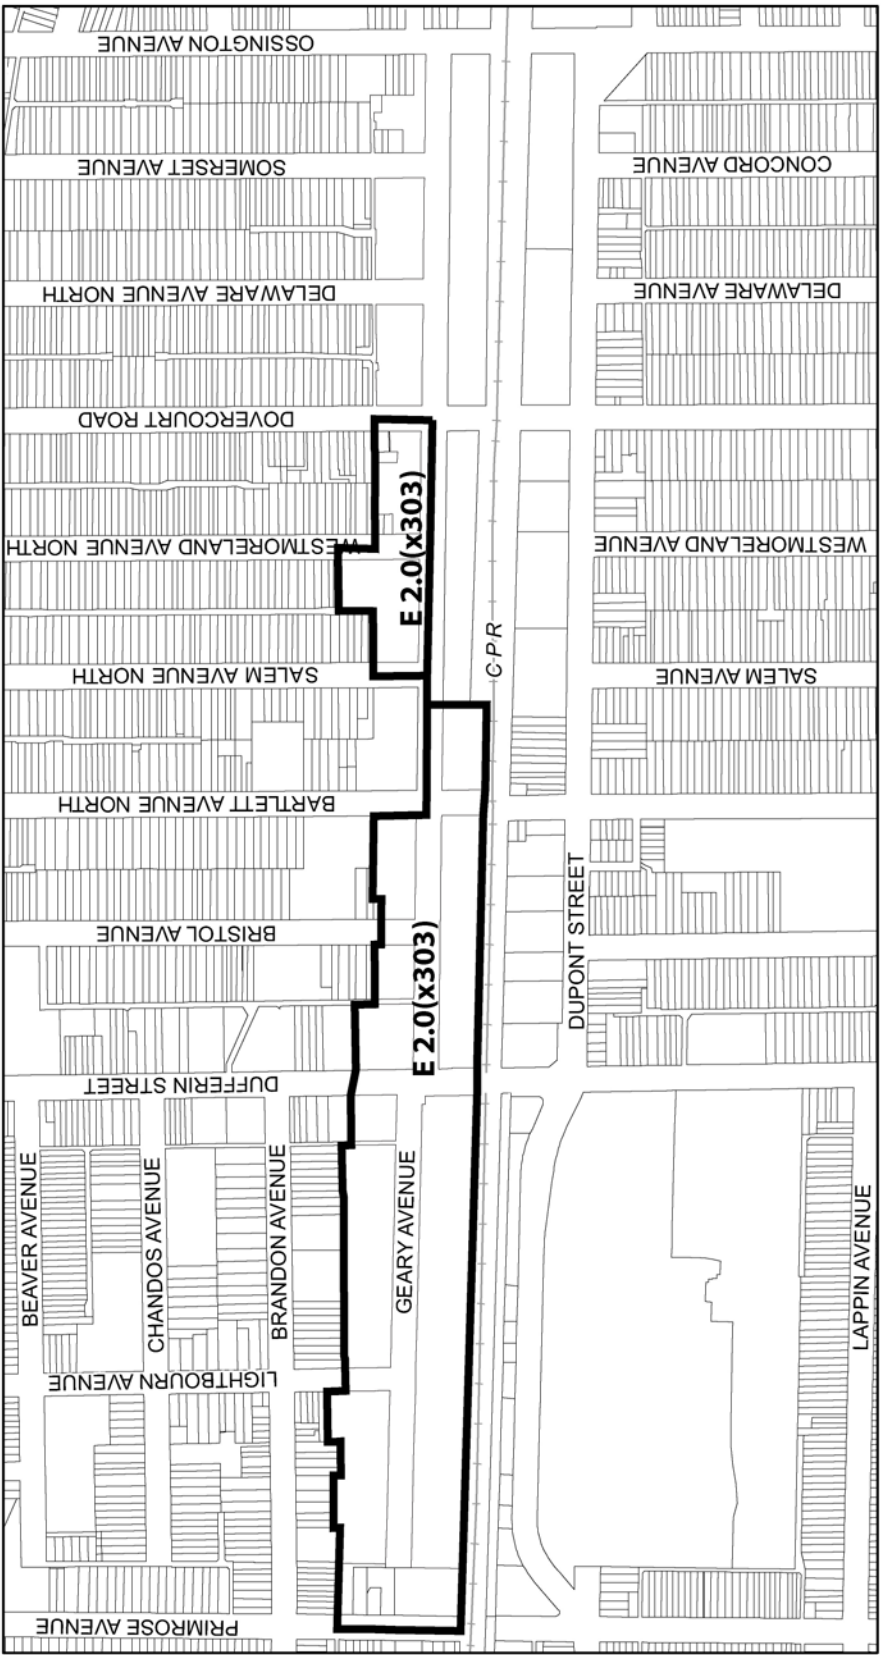 OSSINGTON AVENUE
SOMERSET AVENUE
CONCORD AVENUE
DELAWARE AVENUE NORTH
DELAWARE AVENUE
DOVERCOURT ROAD
E 2.0(x303)
WESTMORELAND AVENUE NORTH
WESTMORELAND AVENUE
C P R
SALEM AVENUE NORTH
SALEM AVENUE
BARTLETT AVENUE NORTH
BRISTOL AVENUE
E 2.0(x303)
DUPONT STREET
DUFFERIN STREET
BEAVER AVENUE
CHANDOS AVENUE
BRANDON AVENUE
GEARY AVENUE
LAPPIN AVENUE
LIGHTBOURN AVENUE
PRIMROSE AVENUE